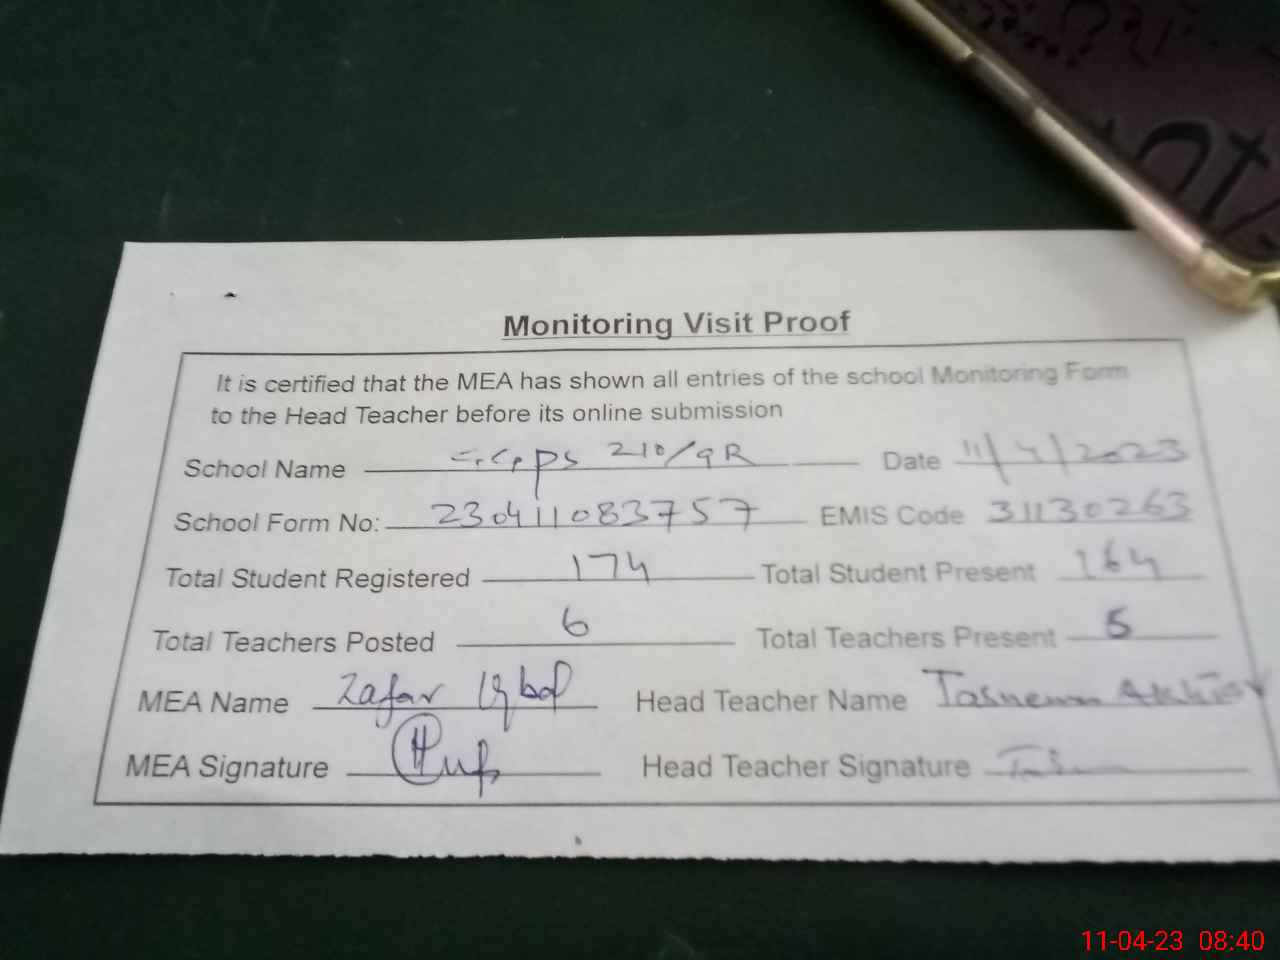 Monitoring Visit Proof
It is certified that the MEA has shown all entries of the school Monitoring Form
to the Head Teacher before its online submission
School Name PS 210/9R Date 11/4/2023
School Form No: 230411083757 EMIS Code 31130263
Total Student Registered 174 Total Student Present 164
Total Teachers Posted 6 Total Teachers Present 5
MEA Name Zafar Iqbal Head Teacher Name Tasneem Akhter
MEA Signature Head Teacher Signature
11-04-23 08:40